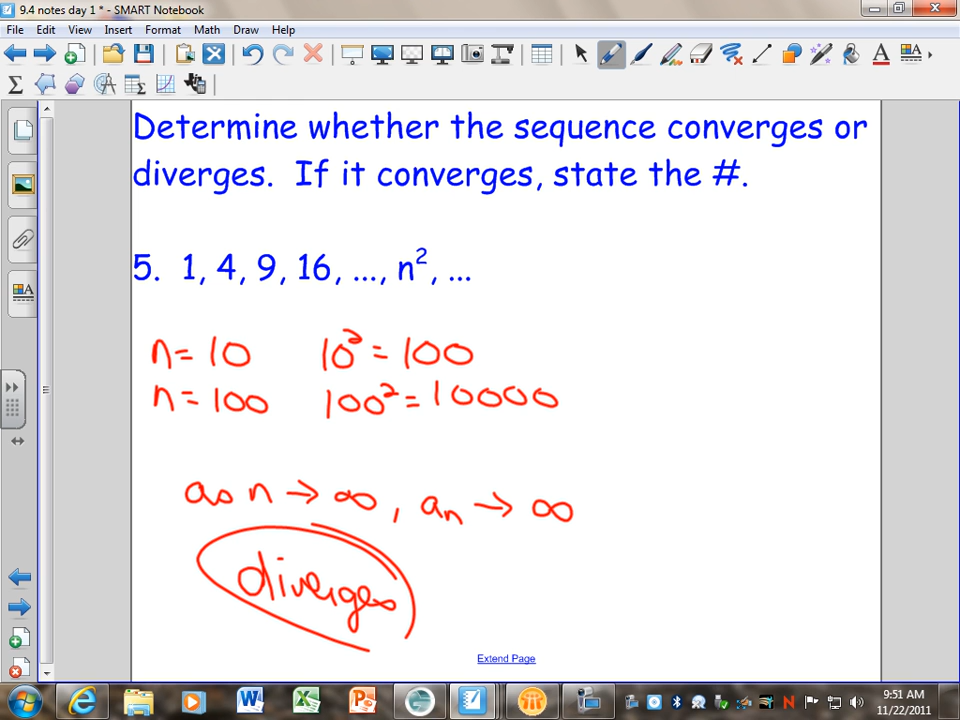 9.4 notes day 1 * - SMART Notebook
File Edit View Insert Format Math Draw Help
Determine whether the sequence converges or
diverges. If it converges, state the #.
5. 1, 4, 9, 16, ..., n², ...
n = 10 10² = 100
n = 100 100² = 10000
as n → ∞, aₙ → ∞
diverges
Extend Page
9:51 AM
11/22/2011